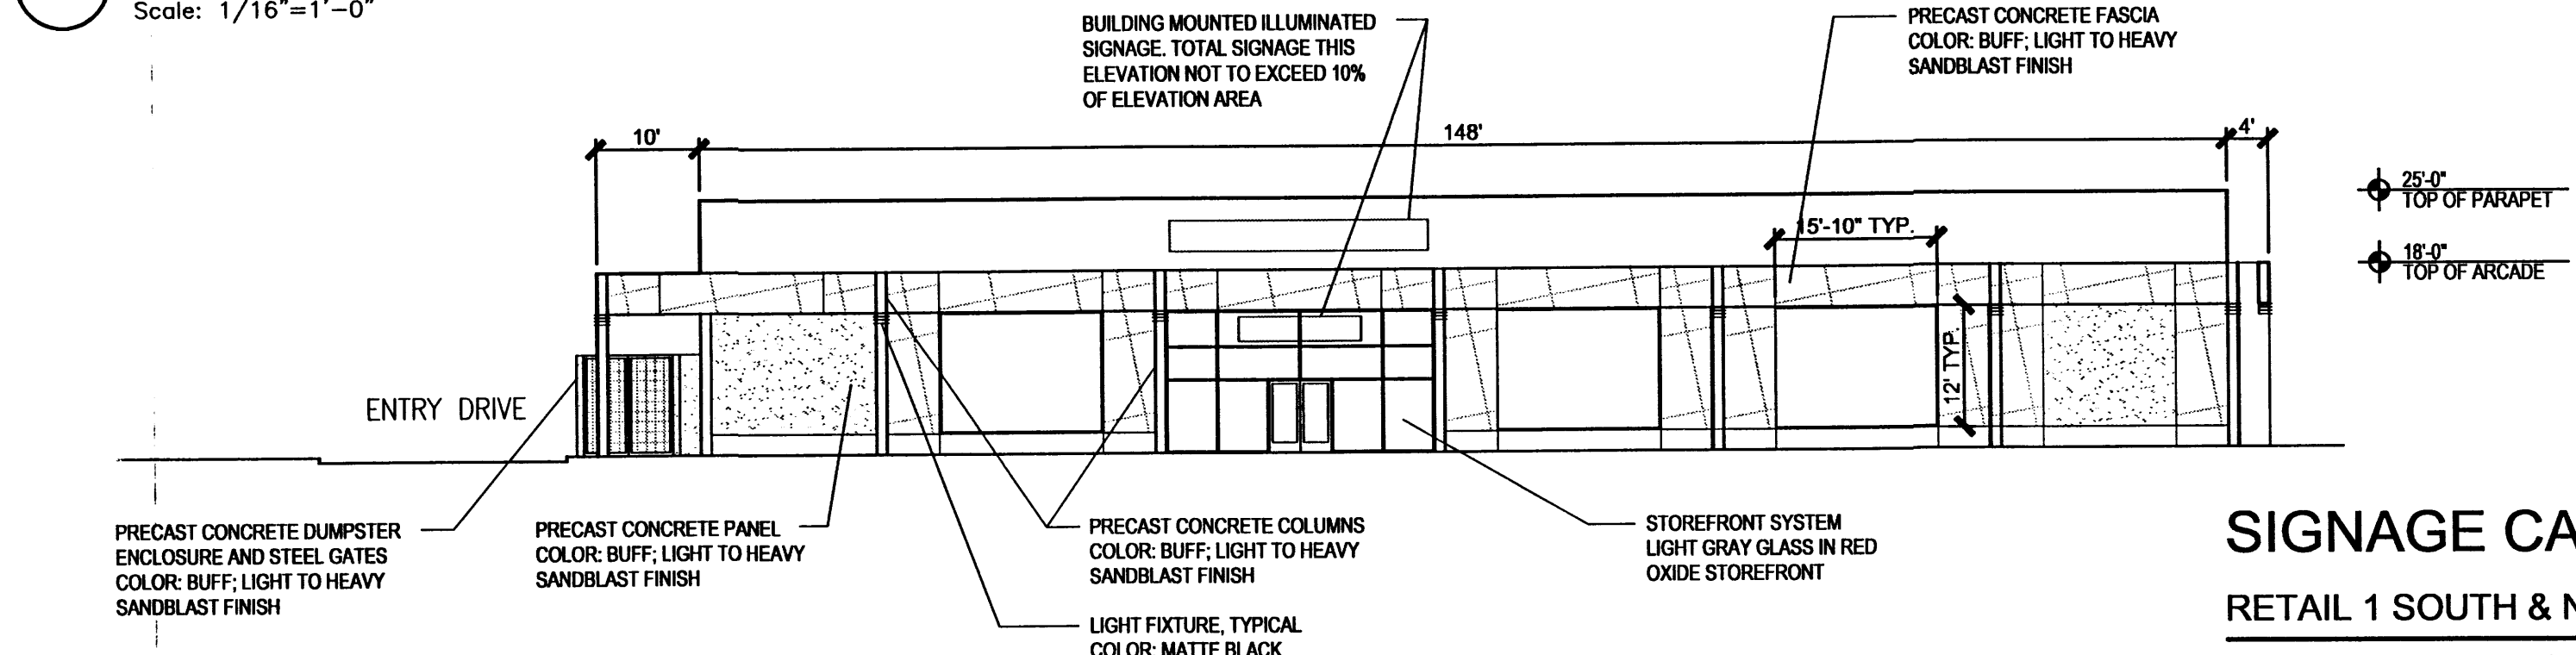 Scale: 1/16"=1'-0"
BUILDING MOUNTED ILLUMINATED
SIGNAGE. TOTAL SIGNAGE THIS
ELEVATION NOT TO EXCEED 10%
OF ELEVATION AREA
PRECAST CONCRETE FASCIA
COLOR: BUFF; LIGHT TO HEAVY
SANDBLAST FINISH
10'
148'
4'
25'-0"
TOP OF PARAPET
15'-10" TYP.
18'-0"
TOP OF ARCADE
12' TYP.
ENTRY DRIVE
PRECAST CONCRETE DUMPSTER
ENCLOSURE AND STEEL GATES
COLOR: BUFF; LIGHT TO HEAVY
SANDBLAST FINISH
PRECAST CONCRETE PANEL
COLOR: BUFF; LIGHT TO HEAVY
SANDBLAST FINISH
PRECAST CONCRETE COLUMNS
COLOR: BUFF; LIGHT TO HEAVY
SANDBLAST FINISH
LIGHT FIXTURE, TYPICAL
COLOR: MATTE BLACK
STOREFRONT SYSTEM
LIGHT GRAY GLASS IN RED
OXIDE STOREFRONT
SIGNAGE CA
RETAIL 1 SOUTH & N